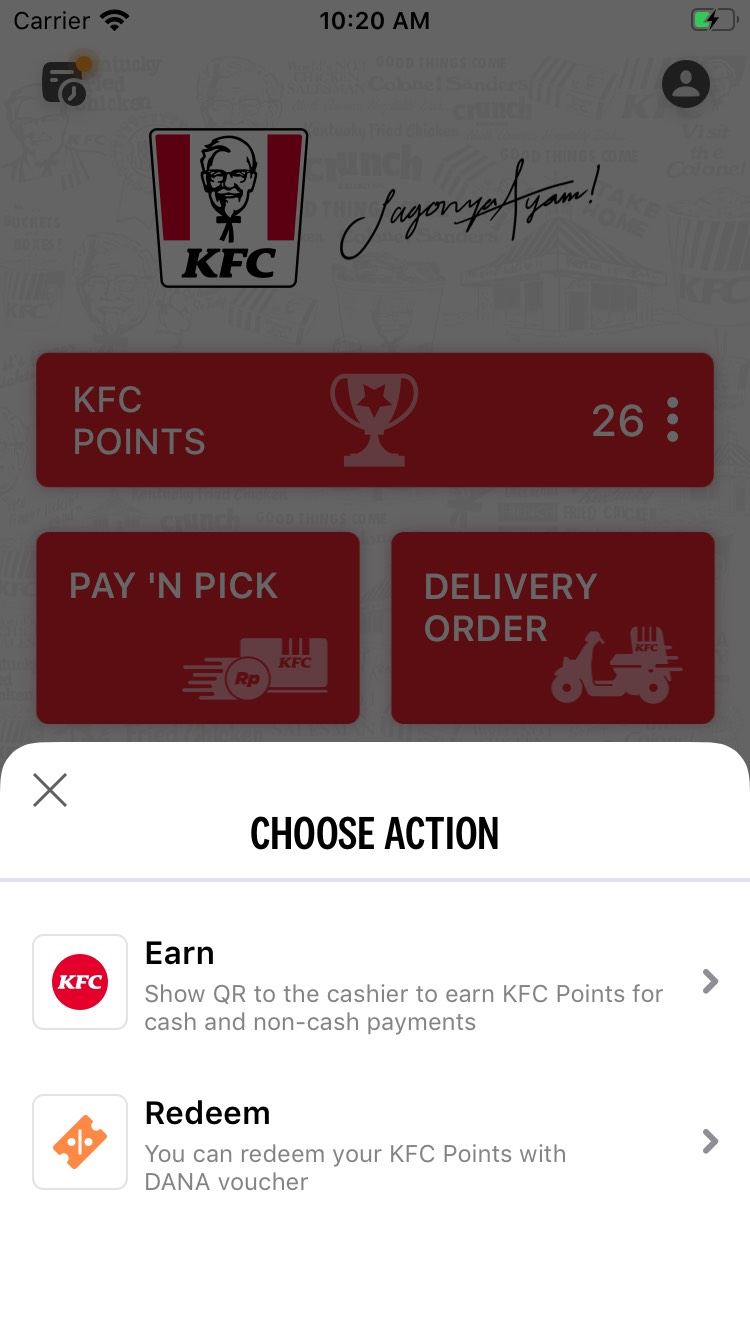 Carrier
10:20 AM
KFC
Jagonya Ayam!
KFC
POINTS
26
PAY 'N PICK
KFC
Rp
DELIVERY
ORDER
KFC
CHOOSE ACTION
KFC
Earn
Show QR to the cashier to earn KFC Points for
cash and non-cash payments
Redeem
You can redeem your KFC Points with
DANA voucher